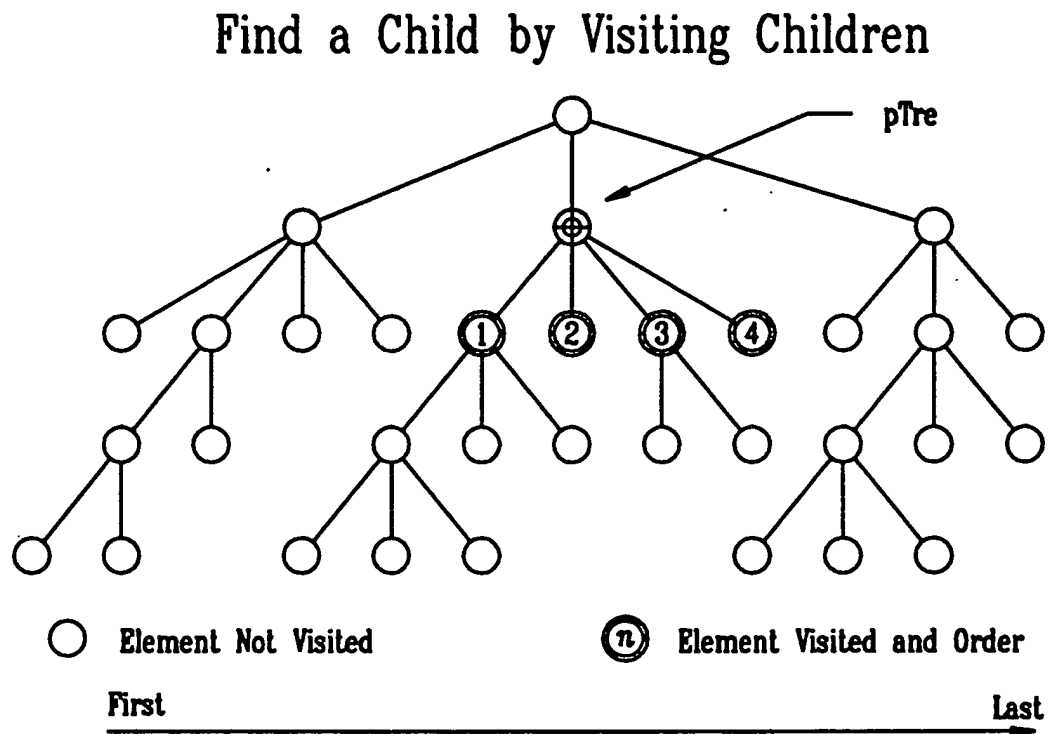 Find a Child by Visiting Children
pTre
1 2 3 4
Element Not Visited
n Element Visited and Order
First Last